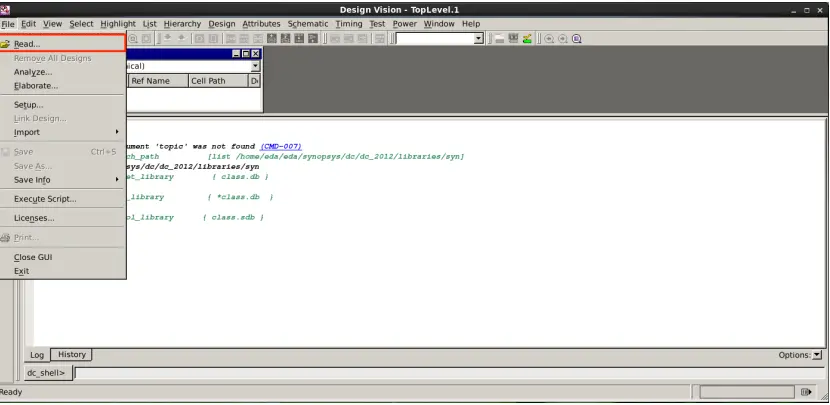 Design Vision - TopLevel.1
File Edit View Select Highlight List Hierarchy Design Attributes Schematic Timing Test Power Window Help
Read...
Remove All Designs
Analyze...
Elaborate...
Setup...
Link Design...
Import
Save Ctrl+S
Save As...
Save Info
Execute Script...
Licenses...
Print...
Close GUI
Exit
ical)
Ref Name Cell Path De
ument 'topic' was not found (CMD-007)
ch_path [list /home/eda/eda/synopsys/dc/dc_2012/libraries/syn]
sys/dc/dc_2012/libraries/syn
et_library { class.db }
_library { *class.db }
ol_library { class.sdb }
Log History Options:
dc_shell>
Ready